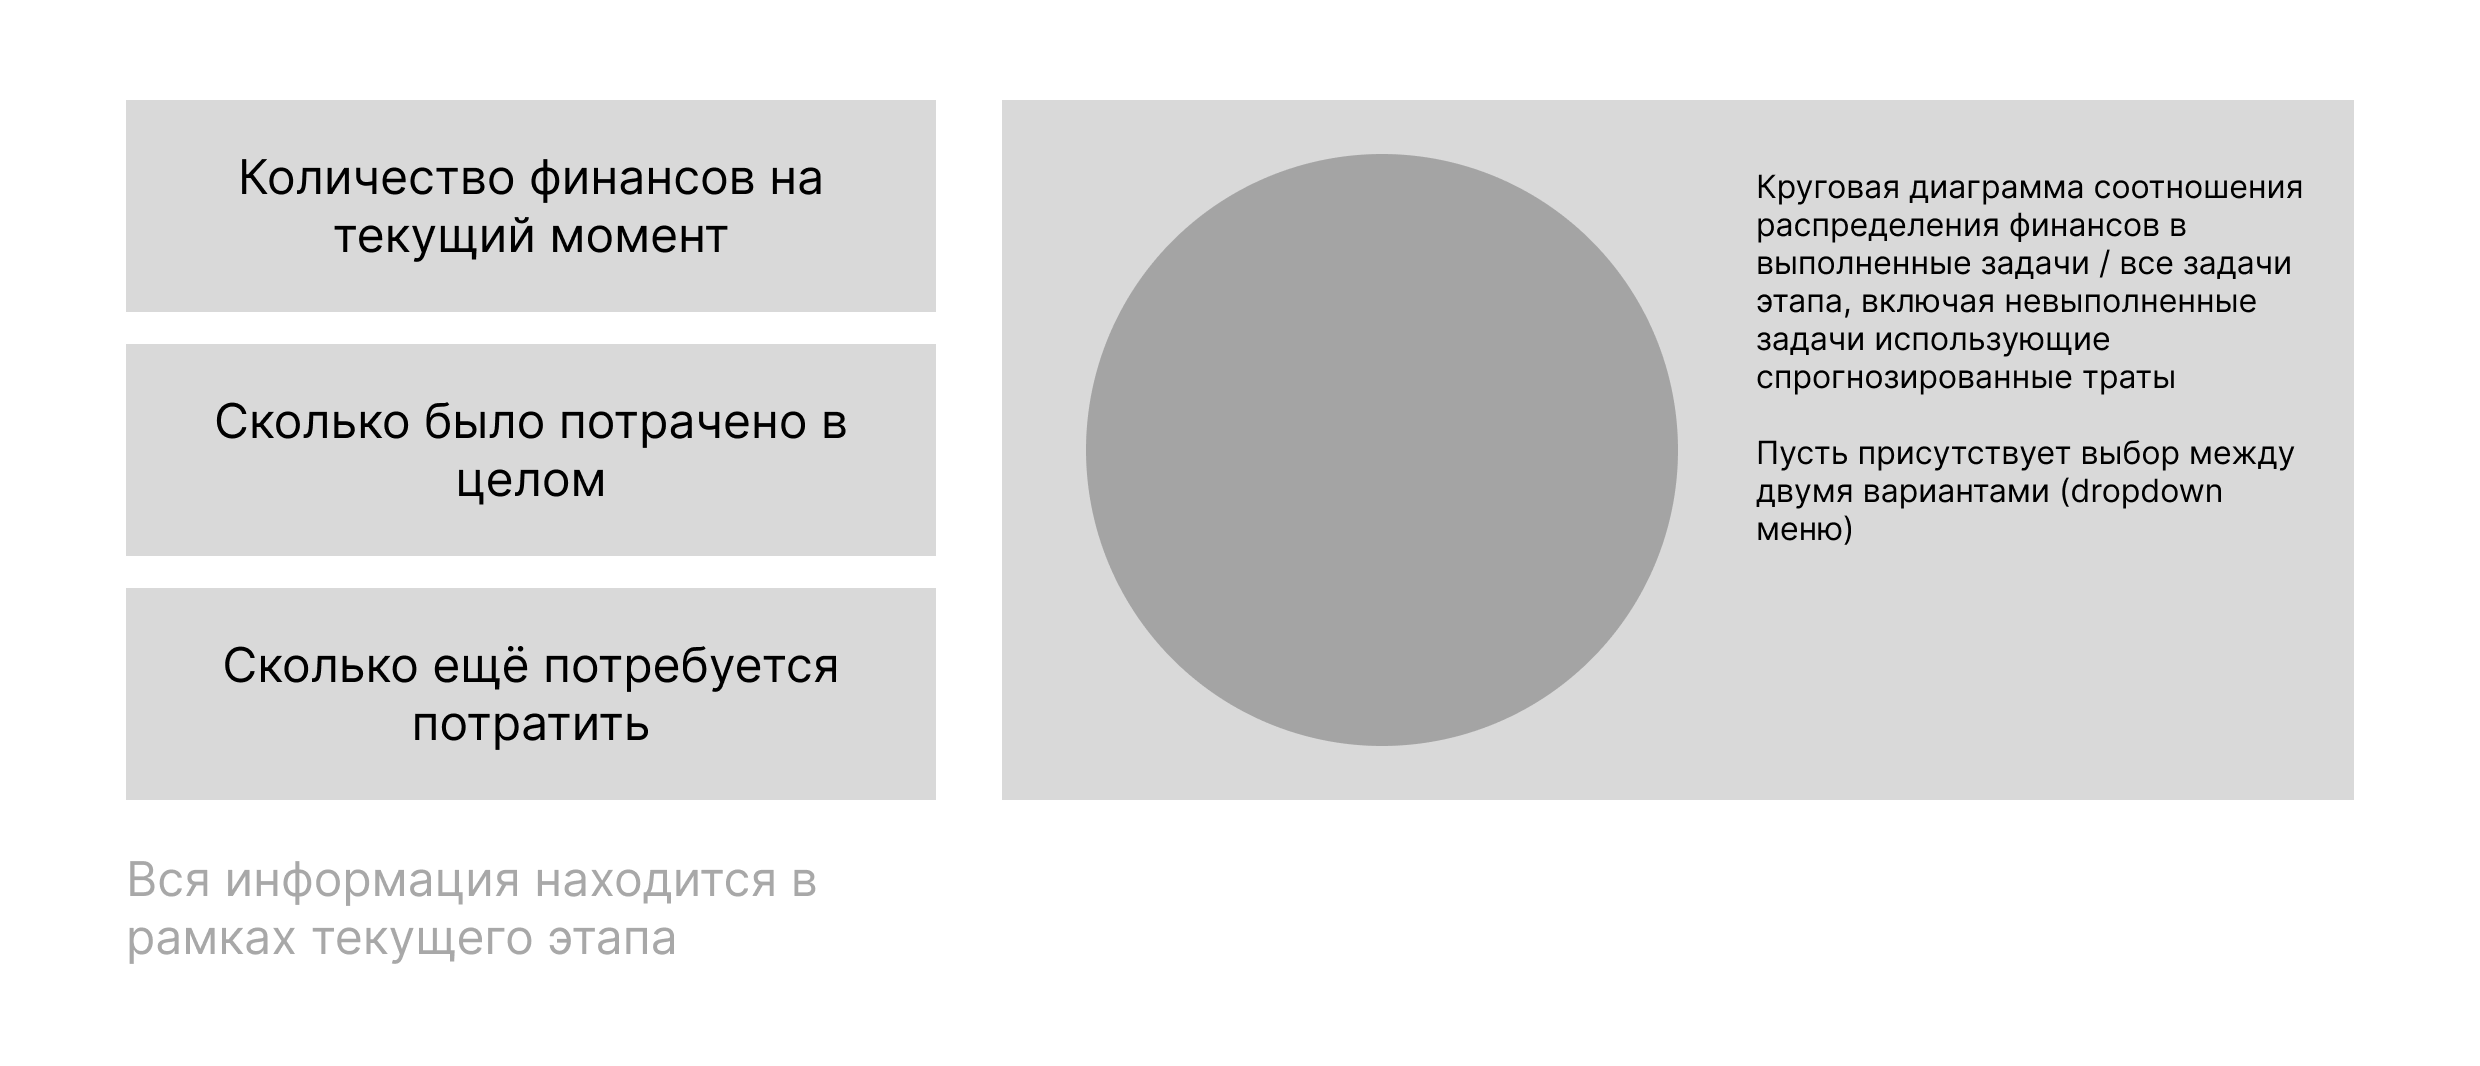 Количество финансов на
текущий момент
Сколько было потрачено в
целом
Сколько ещё потребуется
потратить
Вся информация находится в
рамках текущего этапа
Круговая диаграмма соотношения
распределения финансов в
выполненные задачи / все задачи
этапа, включая невыполненные
задачи использующие
спрогнозированные траты
Пусть присутствует выбор между
двумя вариантами (dropdown
меню)